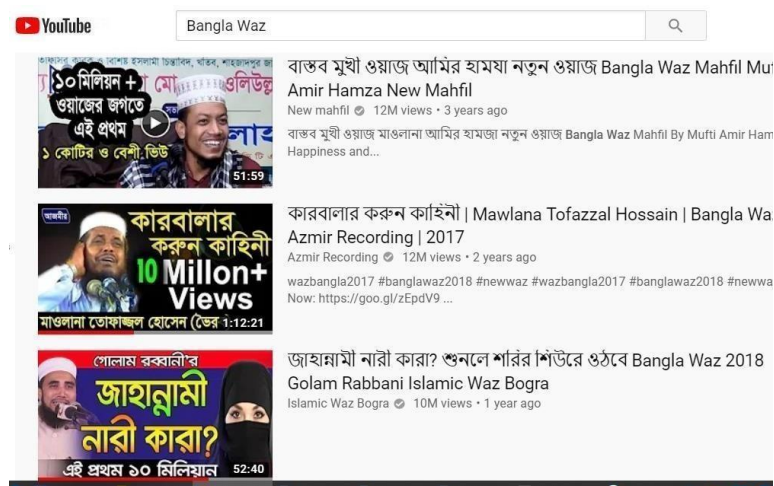 YouTube
Bangla Waz
১০ মিলিয়ন +
ওয়াজের জগতে
এই প্রথম
১ কোটির ও বেশী ভিউ
51:59
বাস্তব মুখী ওয়াজ আমির হামযা নতুন ওয়াজ Bangla Waz Mahfil Muf
Amir Hamza New Mahfil
New mahfil 12M views • 3 years ago
বাস্তব মুখী ওয়াজ মাওলানা আমির হামজা নতুন ওয়াজ Bangla Waz Mahfil By Mufti Amir Ham
Happiness and...
আজমীর
কারবালার
করুন কাহিনী
10 Millon+
Views
মাওলানা তোফাজ্জল হোসেন (ভৈর
1:12:21
কারবালার করুন কাহিনী | Mawlana Tofazzal Hossain | Bangla Wa
Azmir Recording | 2017
Azmir Recording 12M views • 2 years ago
wazbangla2017 #banglawaz2018 #newwaz #wazbangla2017 #banglawaz2018 #newwa
Now: https://goo.gl/zEpdV9 ...
গোলাম রব্বানী'র
জাহান্নামী
নারী কারা?
এই প্রথম ১০ মিলিয়ান
52:40
জাহান্নামী নারী কারা? শুনলে শরির শিউরে ওঠবে Bangla Waz 2018
Golam Rabbani Islamic Waz Bogra
Islamic Waz Bogra 10M views • 1 year ago